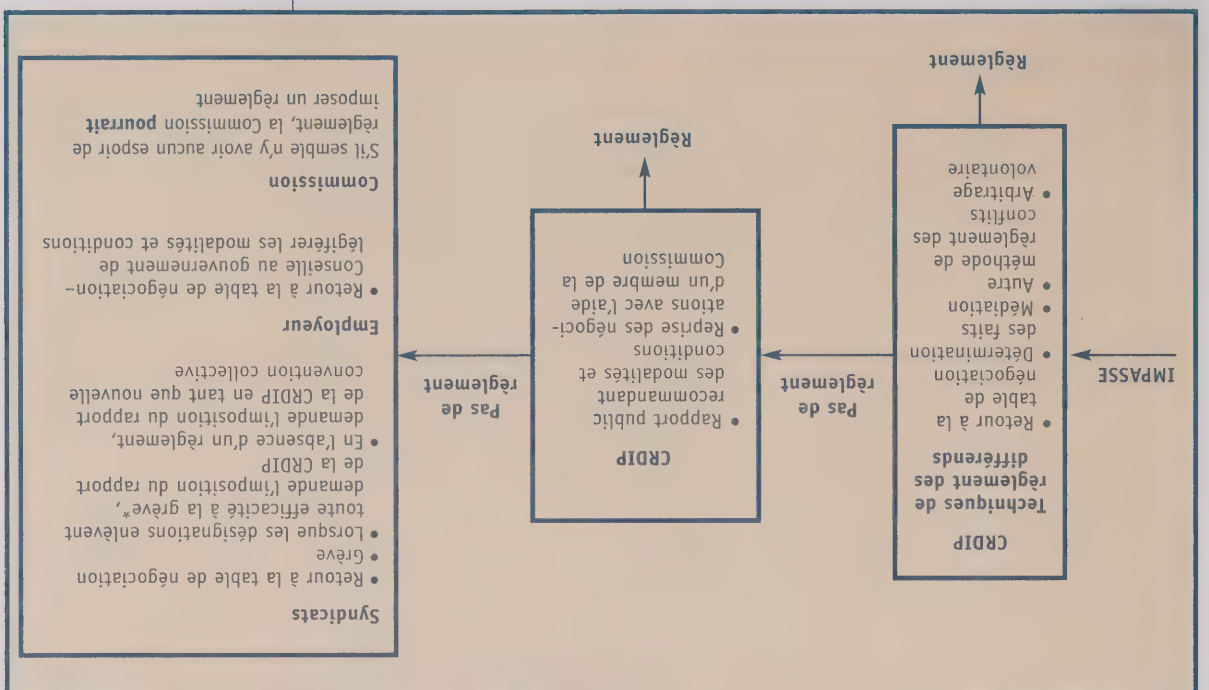 IMPASSE
CRDIP
Techniques de
règlement des
différends
• Retour à la
table de
négociation
• Détermination
des faits
• Médiation
• Autre
méthode de
règlement des
conflits
• Arbitrage
volontaire
Règlement
Pas de
règlement
CRDIP
• Rapport public
recommandant
des modalités et
conditions
• Reprise des négoci-
ations avec l'aide
d'un membre de la
Commission
Règlement
Pas de
règlement
Syndicats
• Retour à la table de négociation
• Grève
• Lorsque les désignations enlèvent
toute efficacité à la grève*,
demande l'imposition du rapport
de la CRDIP
• En l'absence d'un règlement,
demande l'imposition du rapport
de la CRDIP en tant que nouvelle
convention collective
Employeur
• Retour à la table de négociation-
Conseille au gouvernement de
légiférer les modalités et conditions
Commission
S'il semble n'y avoir aucun espoir de
règlement, la Commission pourrait
imposer un règlement